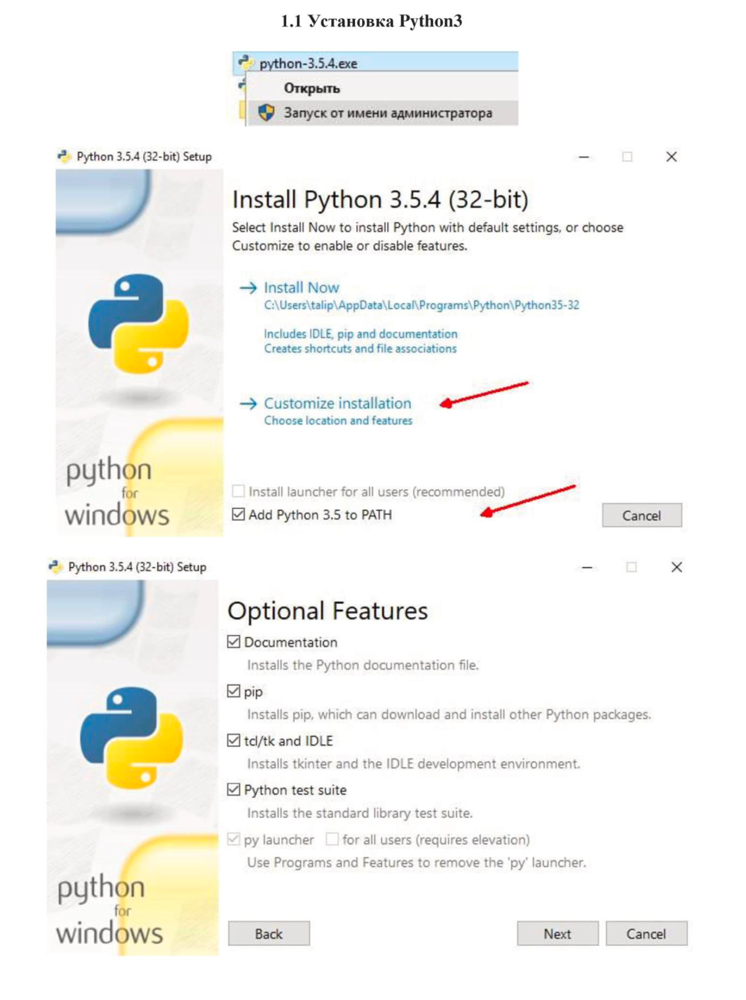 1.1 Установка Python3
python-3.5.4.exe
Открыть
Запуск от имени администратора
Python 3.5.4 (32-bit) Setup
Install Python 3.5.4 (32-bit)
Select Install Now to install Python with default settings, or choose
Customize to enable or disable features.
Install Now
C:\Users\talip\AppData\Local\Programs\Python\Python35-32
Includes IDLE, pip and documentation
Creates shortcuts and file associations
Customize installation
Choose location and features
python
for
windows
Install launcher for all users (recommended)
Add Python 3.5 to PATH
Cancel
Python 3.5.4 (32-bit) Setup
Optional Features
Documentation
Installs the Python documentation file.
pip
Installs pip, which can download and install other Python packages.
tcl/tk and IDLE
Installs tkinter and the IDLE development environment.
Python test suite
Installs the standard library test suite.
py launcher for all users (requires elevation)
Use Programs and Features to remove the 'py' launcher.
python
for
windows
Back
Next
Cancel